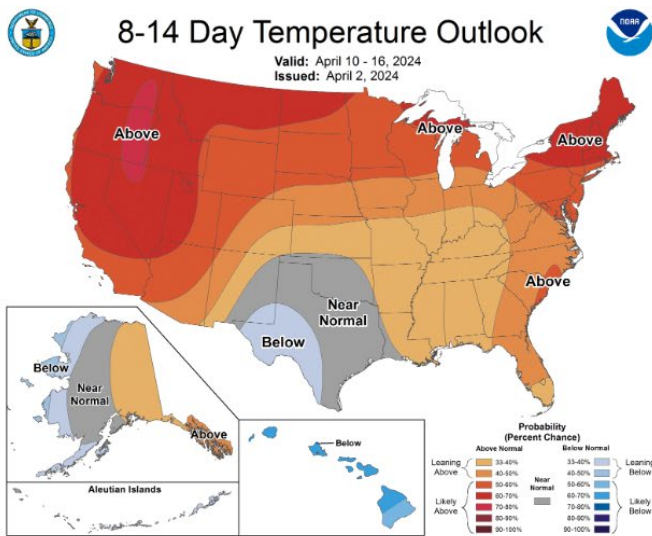 8-14 Day Temperature Outlook
Valid: April 10 - 16, 2024
Issued: April 2, 2024
NOAA
Above
Above
Above
Above
Near
Normal
Below
Below
Near
Normal
Above
Aleutian Islands
Below
Probability
(Percent Chance)
Above Normal
Below Normal
Leaning
Above
33-40%
40-50%
Likely
Above
50-60%
60-70%
70-80%
80-90%
90-100%
Near
Normal
33-40%
40-50%
Leaning
Below
50-60%
60-70%
70-80%
80-90%
90-100%
Likely
Below